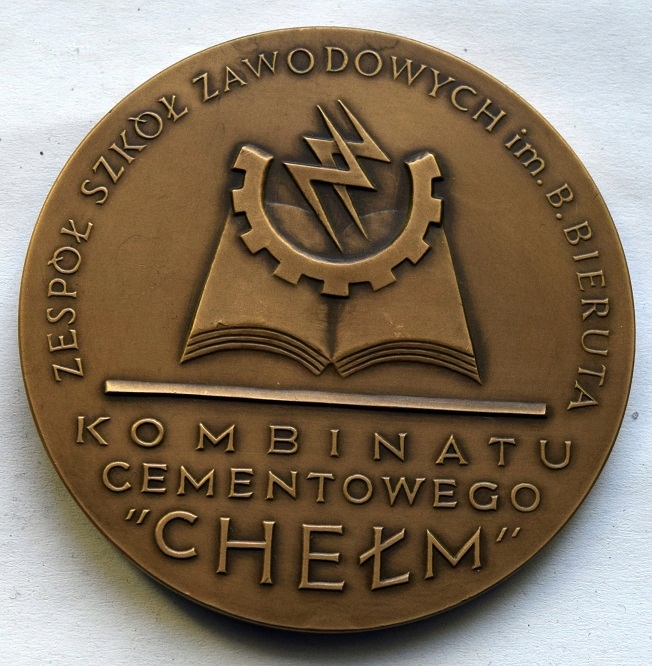 ZESPÓŁ SZKÓŁ ZAWODOWYCH im. B. BIERUTA
KOMBINATU
CEMENTOWEGO
"CHEŁM"